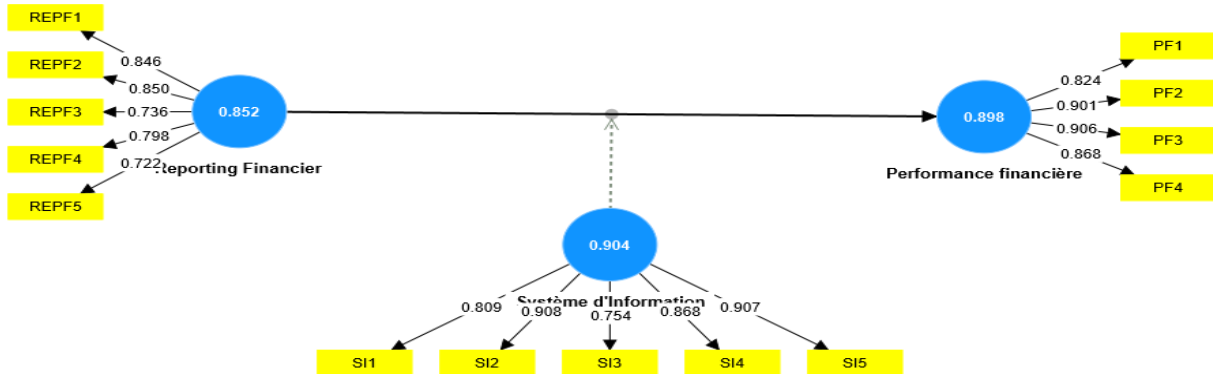 REPF1
REPF2
REPF3
REPF4
REPF5
0.846
0.850
0.736
0.798
0.722
0.852
Reporting Financier
0.898
Performance financière
0.824
0.901
0.906
0.868
PF1
PF2
PF3
PF4
0.904
Système d'Information
0.809
0.908
0.754
0.868
0.907
SI1
SI2
SI3
SI4
SI5